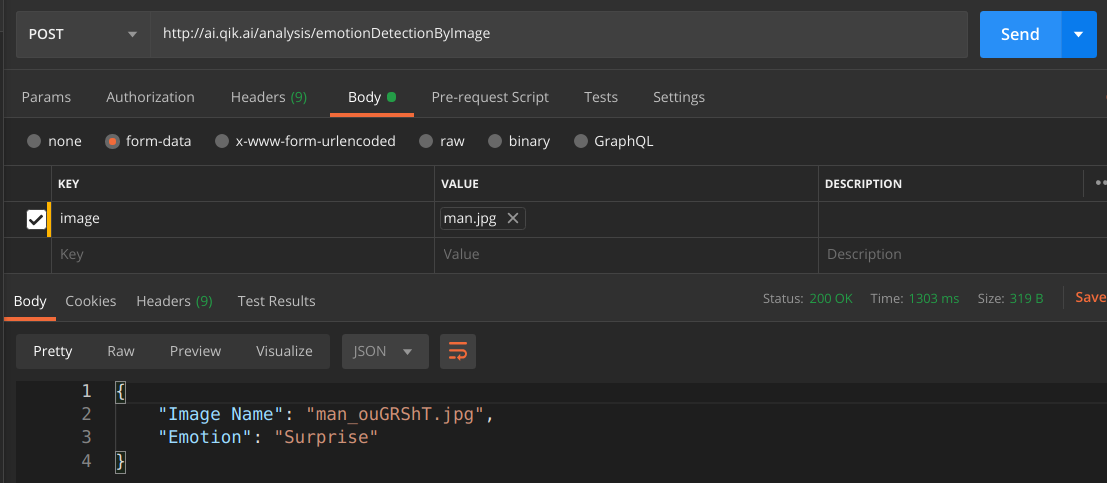 POST http://ai.qik.ai/analysis/emotionDetectionByImage Send
Params Authorization Headers (9) Body Pre-request Script Tests Settings
none form-data x-www-form-urlencoded raw binary GraphQL
KEY VALUE DESCRIPTION
image man.jpg
Key Value Description
Body Cookies Headers (9) Test Results Status: 200 OK Time: 1303 ms Size: 319 B Save
Pretty Raw Preview Visualize JSON
1 {
2 "Image Name": "man_ouGRShT.jpg",
3 "Emotion": "Surprise"
4 }